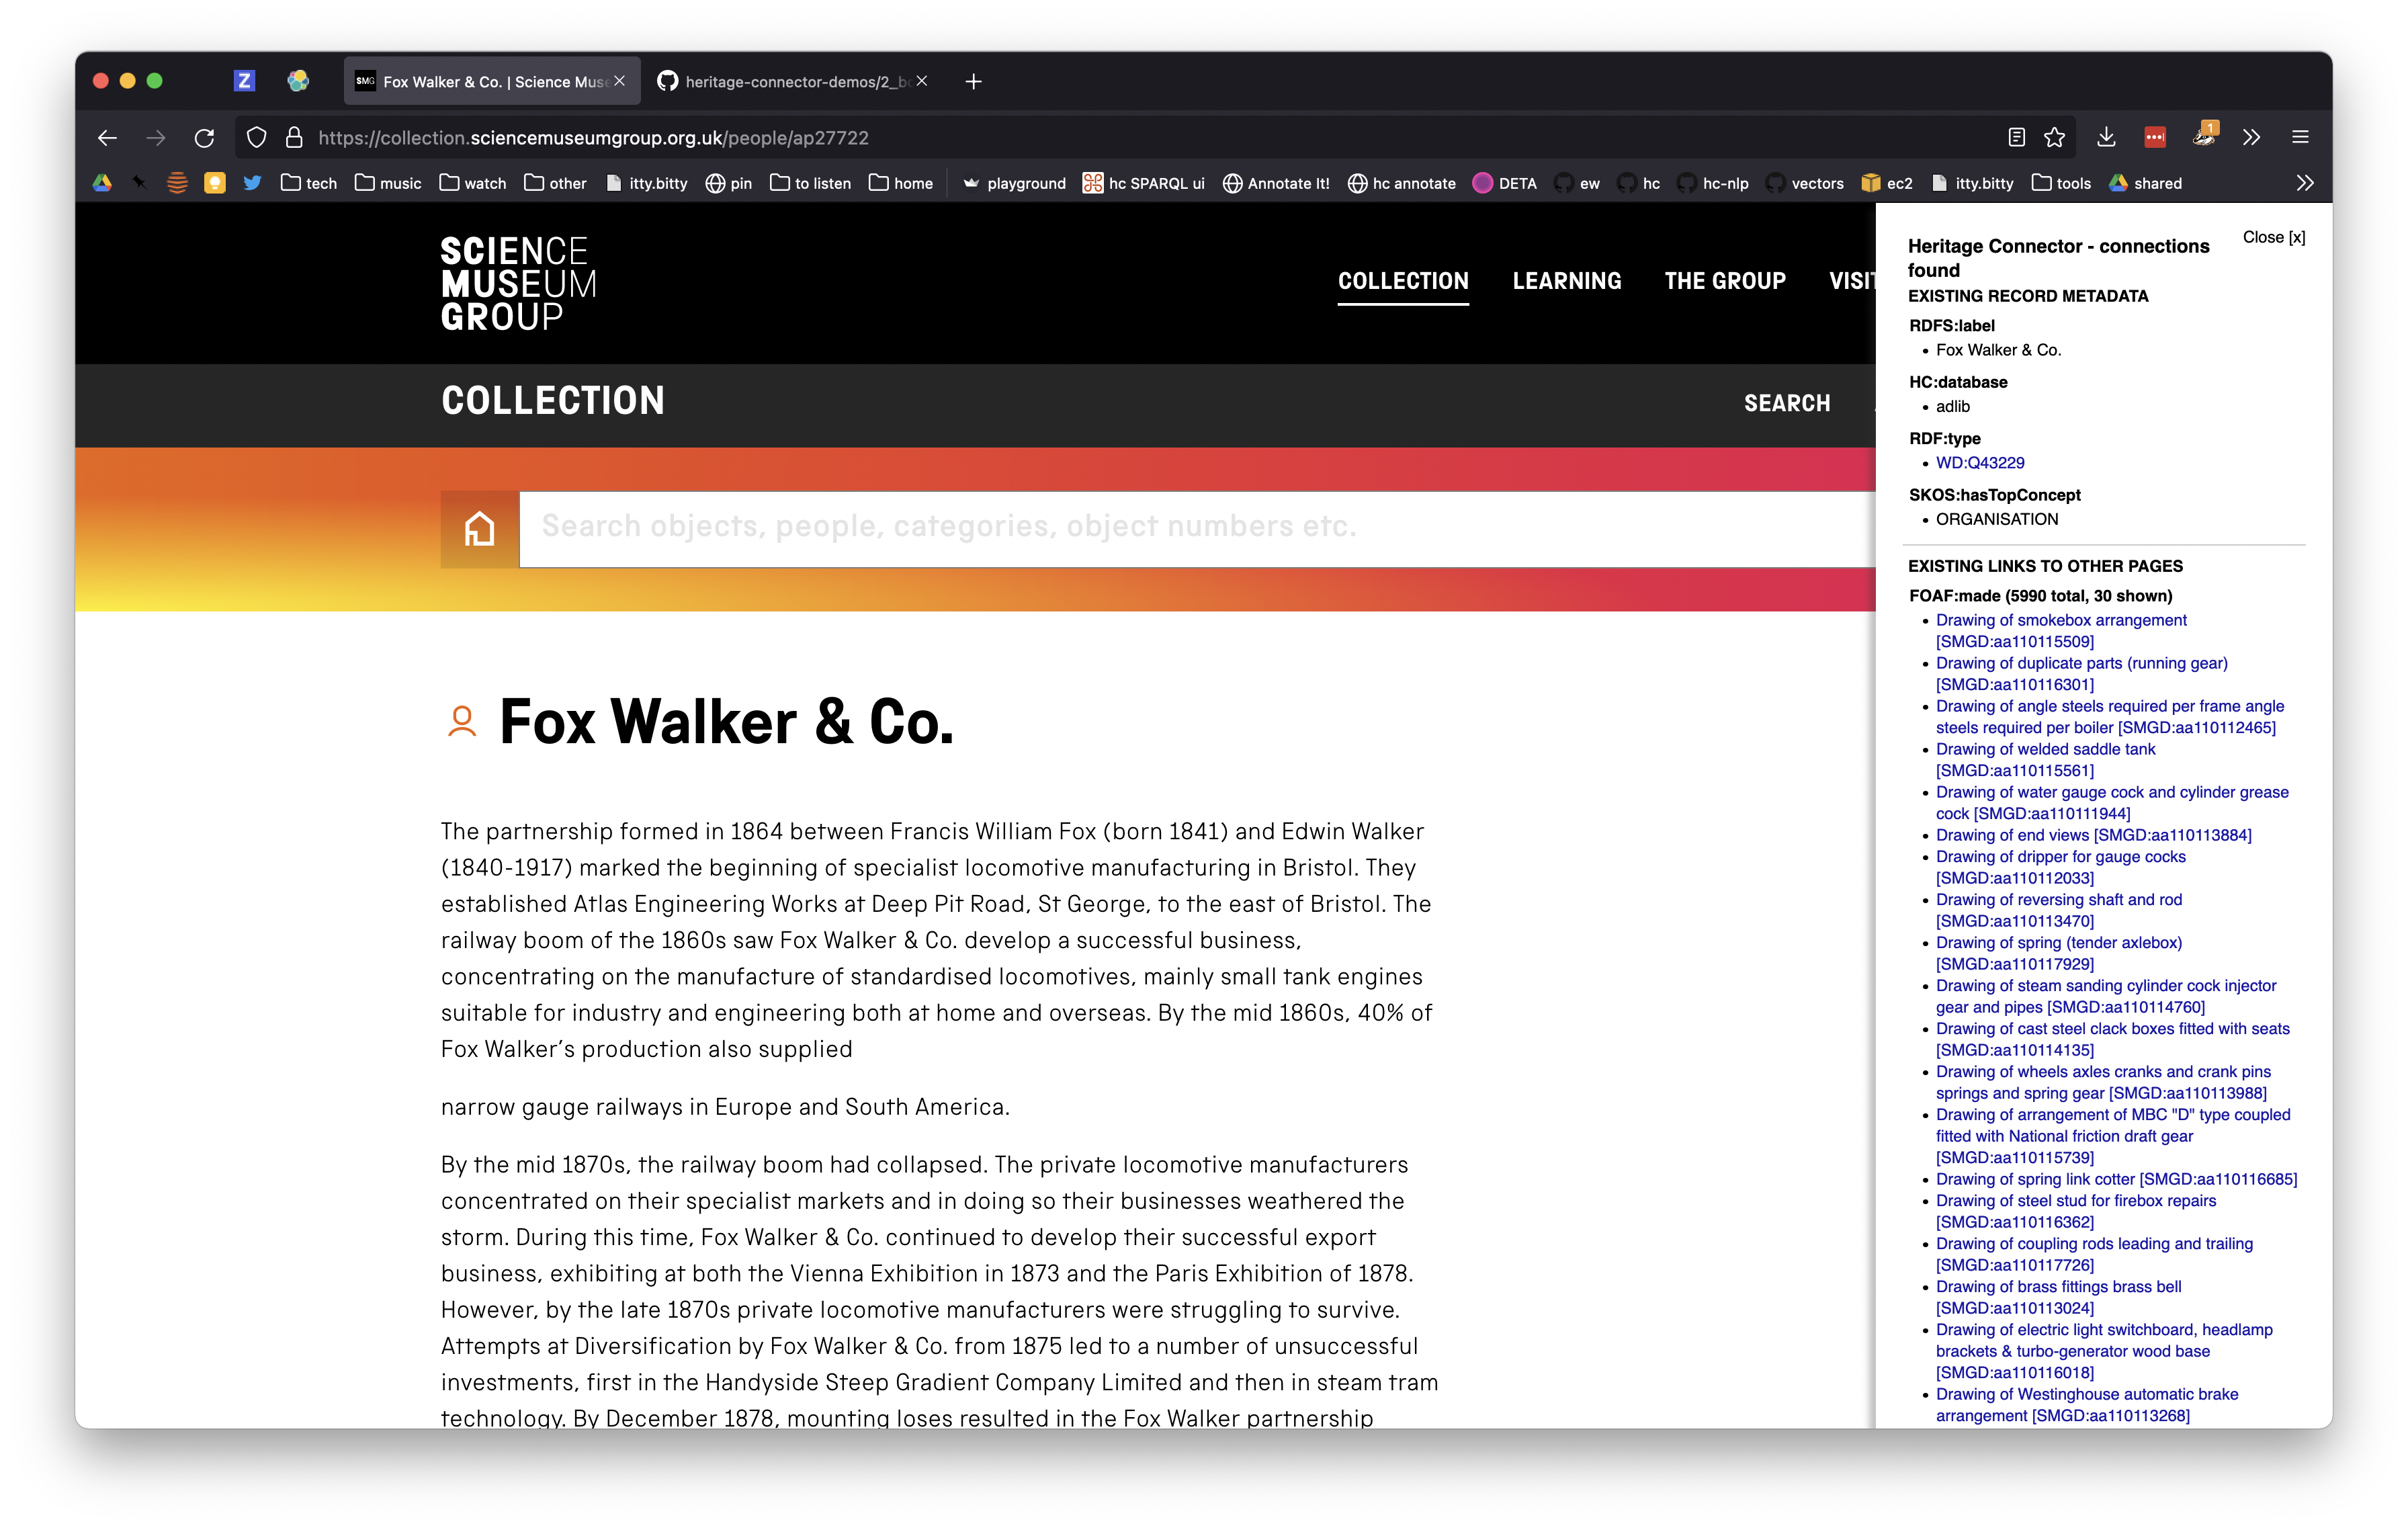 Z
SMG Fox Walker & Co. | Science Muse
heritage-connector-demos/2_b
https://collection.sciencemuseumgroup.org.uk/people/ap27722
1
tech music watch other itty.bitty pin to listen home playground hc SPARQL ui Annotate It! hc annotate DETA ew hc hc-nlp vectors ec2 itty.bitty tools shared
SCIENCE
MUSEUM
GROUP
COLLECTION LEARNING THE GROUP VISIT
COLLECTION
SEARCH
Search objects, people, categories, object numbers etc.
Fox Walker & Co.
The partnership formed in 1864 between Francis William Fox (born 1841) and Edwin Walker
(1840-1917) marked the beginning of specialist locomotive manufacturing in Bristol. They
established Atlas Engineering Works at Deep Pit Road, St George, to the east of Bristol. The
railway boom of the 1860s saw Fox Walker & Co. develop a successful business,
concentrating on the manufacture of standardised locomotives, mainly small tank engines
suitable for industry and engineering both at home and overseas. By the mid 1860s, 40% of
Fox Walker’s production also supplied
narrow gauge railways in Europe and South America.
By the mid 1870s, the railway boom had collapsed. The private locomotive manufacturers
concentrated on their specialist markets and in doing so their businesses weathered the
storm. During this time, Fox Walker & Co. continued to develop their successful export
business, exhibiting at both the Vienna Exhibition in 1873 and the Paris Exhibition of 1878.
However, by the late 1870s private locomotive manufacturers were struggling to survive.
Attempts at Diversification by Fox Walker & Co. from 1875 led to a number of unsuccessful
investments, first in the Handyside Steep Gradient Company Limited and then in steam tram
technology. By December 1878, mounting loses resulted in the Fox Walker partnership
Close [x]
Heritage Connector - connections
found
EXISTING RECORD METADATA
RDFS:label
• Fox Walker & Co.
HC:database
• adlib
RDF:type
• WD:Q43229
SKOS:hasTopConcept
• ORGANISATION
EXISTING LINKS TO OTHER PAGES
FOAF:made (5990 total, 30 shown)
• Drawing of smokebox arrangement
[SMGD:aa110115509]
• Drawing of duplicate parts (running gear)
[SMGD:aa110116301]
• Drawing of angle steels required per frame angle
steels required per boiler [SMGD:aa110112465]
• Drawing of welded saddle tank
[SMGD:aa110115561]
• Drawing of water gauge cock and cylinder grease
cock [SMGD:aa110111944]
• Drawing of end views [SMGD:aa110113884]
• Drawing of dripper for gauge cocks
[SMGD:aa110112033]
• Drawing of reversing shaft and rod
[SMGD:aa110113470]
• Drawing of spring (tender axlebox)
[SMGD:aa110117929]
• Drawing of steam sanding cylinder cock injector
gear and pipes [SMGD:aa110114760]
• Drawing of cast steel clack boxes fitted with seats
[SMGD:aa110114135]
• Drawing of wheels axles cranks and crank pins
springs and spring gear [SMGD:aa110113988]
• Drawing of arrangement of MBC "D" type coupled
fitted with National friction draft gear
[SMGD:aa110115739]
• Drawing of spring link cotter [SMGD:aa110116685]
• Drawing of steel stud for firebox repairs
[SMGD:aa110116362]
• Drawing of coupling rods leading and trailing
[SMGD:aa110117726]
• Drawing of brass fittings brass bell
[SMGD:aa110113024]
• Drawing of electric light switchboard, headlamp
brackets & turbo-generator wood base
[SMGD:aa110116018]
• Drawing of Westinghouse automatic brake
arrangement [SMGD:aa110113268]